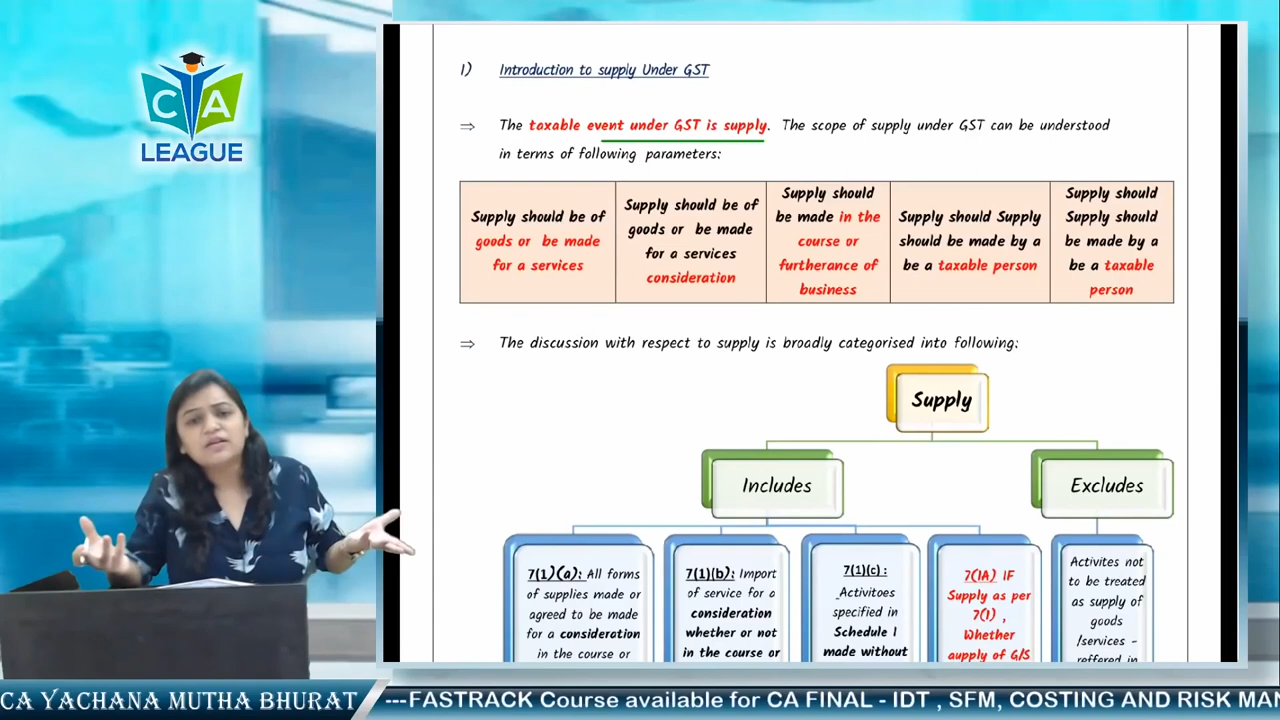 CA
LEAGUE
1) Introduction to supply Under GST
⇒ The taxable event under GST is supply. The scope of supply under GST can be understood
in terms of following parameters:
Supply should be of
goods or be made
for a services
Supply should be of
goods or be made
for a services
consideration
Supply should
be made in the
course or
furtherance of
business
Supply should Supply
should be made by a
be a taxable person
Supply should
Supply should
be made by a
be a taxable
person
⇒ The discussion with respect to supply is broadly categorised into following:
Supply
Includes
Excludes
7(1)(a): All forms
of supplies made or
agreed to be made
for a consideration
in the course or
7(1)(b): Import
of service for a
consideration
whether or not
in the course or
7(1)(c) :
Activitoes
specified in
Schedule 1
made without
7(1A) IF
Supply as per
7(1) ,
Whether
aupply of G/S
Activites not
to be treated
as supply of
goods
/services -
reffered in
CA YACHANA MUTHA BHURAT
---FASTRACK Course available for CA FINAL - IDT , SFM, COSTING AND RISK MAN